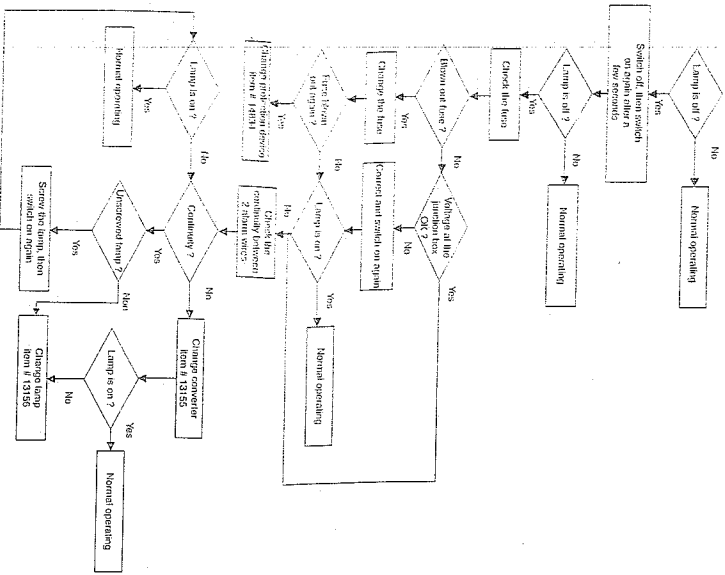 Lamp is off ?
No
Normal operating
Yes
Switch off, then switch
on again after a
few seconds
Lamp is off ?
No
Normal operating
Yes
Check the fuse
Blown out fuse ?
No
Voltage at the
junction box
OK ?
Yes
Yes
No
Change the fuse
Correct and switch on again
Fuse blown
out again ?
No
Lamp is on ?
Yes
Normal operating
Yes
No
Change protection device
item #
Check the
continuity between
2 alarm wires
Lamp is on ?
No
Continuity ?
No
Change converter
item # 13155
Yes
Yes
Normal operating
Unscrewed lamp ?
Non
Lamp is on ?
Yes
Normal operating
Yes
No
Screw the lamp, then
switch on again
Change lamp
item # 13156